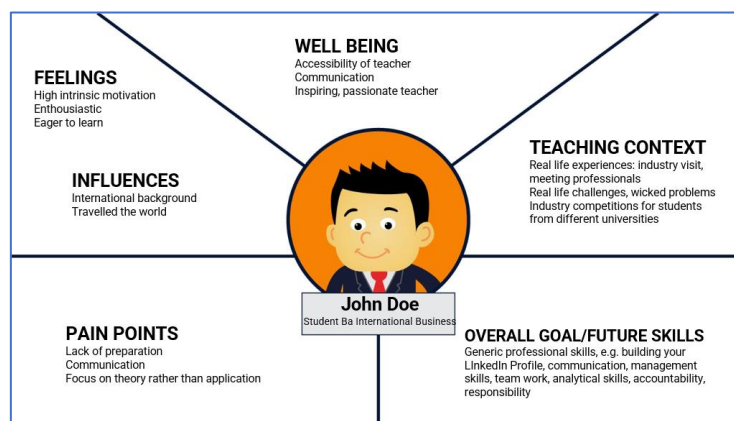 WELL BEING
Accessibility of teacher
Communication
Inspiring, passionate teacher
FEELINGS
High intrinsic motivation
Enthousiastic
Eager to learn
INFLUENCES
International background
Travelled the world
TEACHING CONTEXT
Real life experiences: industry visit,
meeting professionals
Real life challenges, wicked problems
Industry competitions for students
from different universities
John Doe
Student Ba International Business
PAIN POINTS
Lack of preparation
Communication
Focus on theory rather than application
OVERALL GOAL/FUTURE SKILLS
Generic professional skills, e.g. building your
LInkedIn Profile, communication, management
skills, team work, analytical skills, accountability,
responsibility